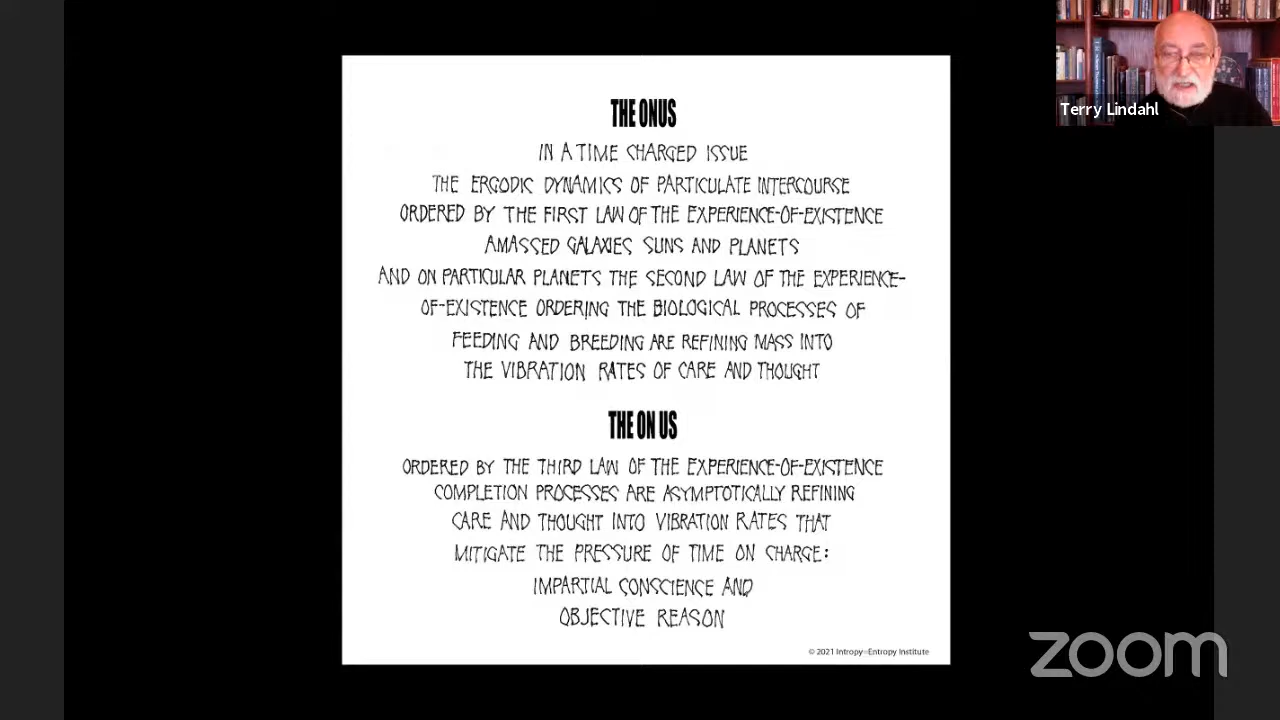 THE ONUS
IN A TIME CHARGED ISSUE
THE ERGODIC DYNAMICS OF PARTICULATE INTERCOURSE
ORDERED BY THE FIRST LAW OF THE EXPERIENCE-OF-EXISTENCE
AMASSED GALAXIES SUNS AND PLANETS
AND ON PARTICULAR PLANETS THE SECOND LAW OF THE EXPERIENCE-
OF-EXISTENCE ORDERING THE BIOLOGICAL PROCESSES OF
FEEDING AND BREEDING ARE REFINING MASS INTO
THE VIBRATION RATES OF CARE AND THOUGHT
THE ON US
ORDERED BY THE THIRD LAW OF THE EXPERIENCE-OF-EXISTENCE
COMPLETION PROCESSES ARE ASYMPTOTICALLY REFINING
CARE AND THOUGHT INTO VIBRATION RATES THAT
MITIGATE THE PRESSURE OF TIME ON CHARGE:
IMPARTIAL CONSCIENCE AND
OBJECTIVE REASON
© 2021 Intropy=Entropy Institute
Terry Lindahl
zoom